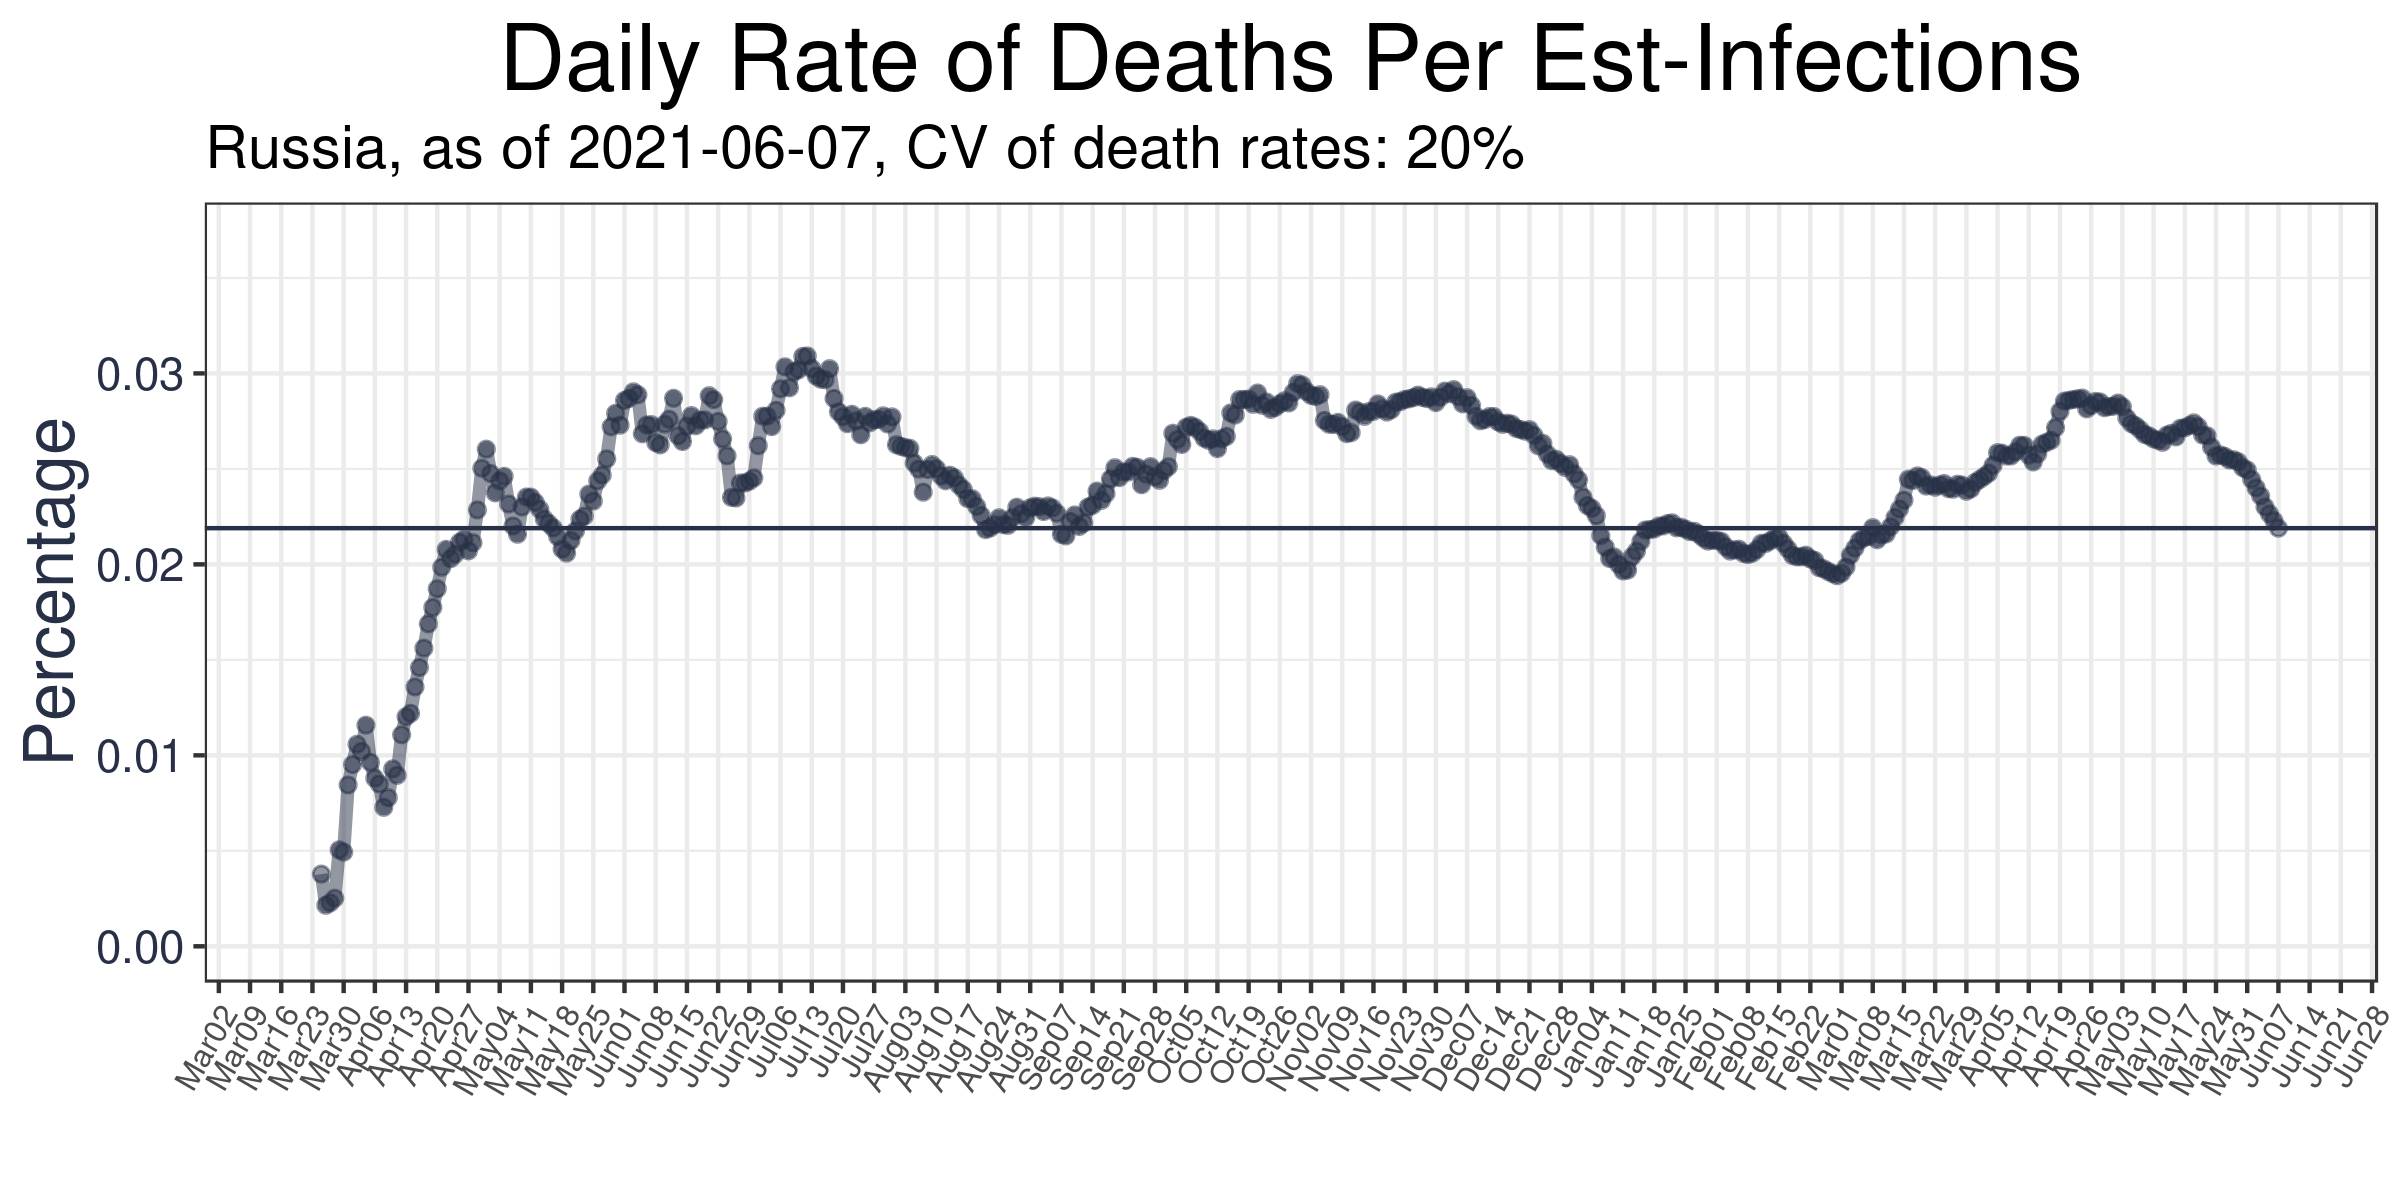 Daily Rate of Deaths Per Est-Infections
Russia, as of 2021-06-07, CV of death rates: 20%
Percentage
0.03
0.02
0.01
0.00
Mar02
Mar09
Mar16
Mar23
Mar30
Apr06
Apr13
Apr20
Apr27
May04
May11
May18
May25
Jun01
Jun08
Jun15
Jun22
Jun29
Jul06
Jul13
Jul20
Jul27
Aug03
Aug10
Aug17
Aug24
Aug31
Sep07
Sep14
Sep21
Sep28
Oct05
Oct12
Oct19
Oct26
Nov02
Nov09
Nov16
Nov23
Nov30
Dec07
Dec14
Dec21
Dec28
Jan04
Jan11
Jan18
Jan25
Feb01
Feb08
Feb15
Feb22
Mar01
Mar08
Mar15
Mar22
Mar29
Apr05
Apr12
Apr19
Apr26
May03
May10
May17
May24
May31
May07
Jun07
Jun14
Jun21
Jun28